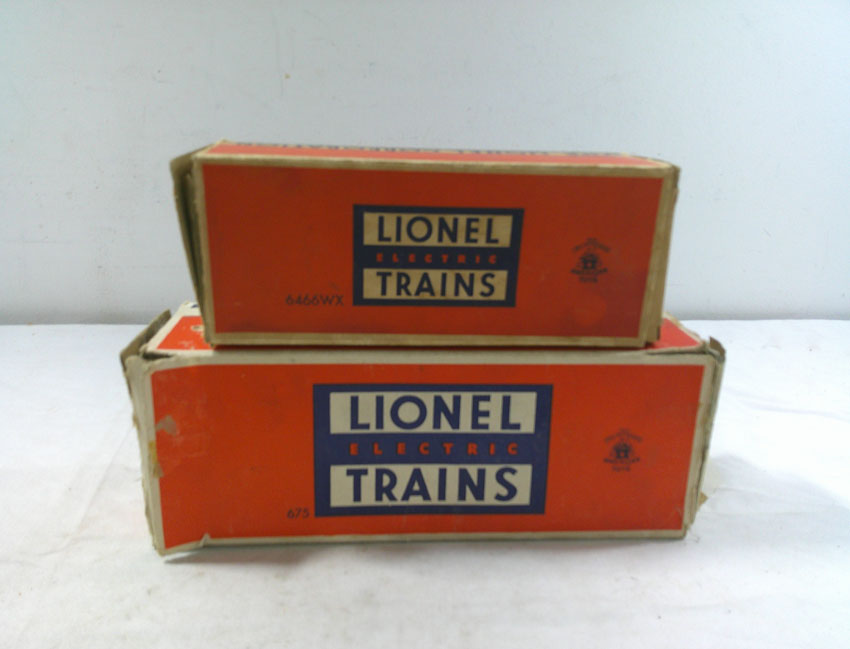 LIONEL
ELECTRIC
TRAINS
6466WX
LIONEL
ELECTRIC
TRAINS
675